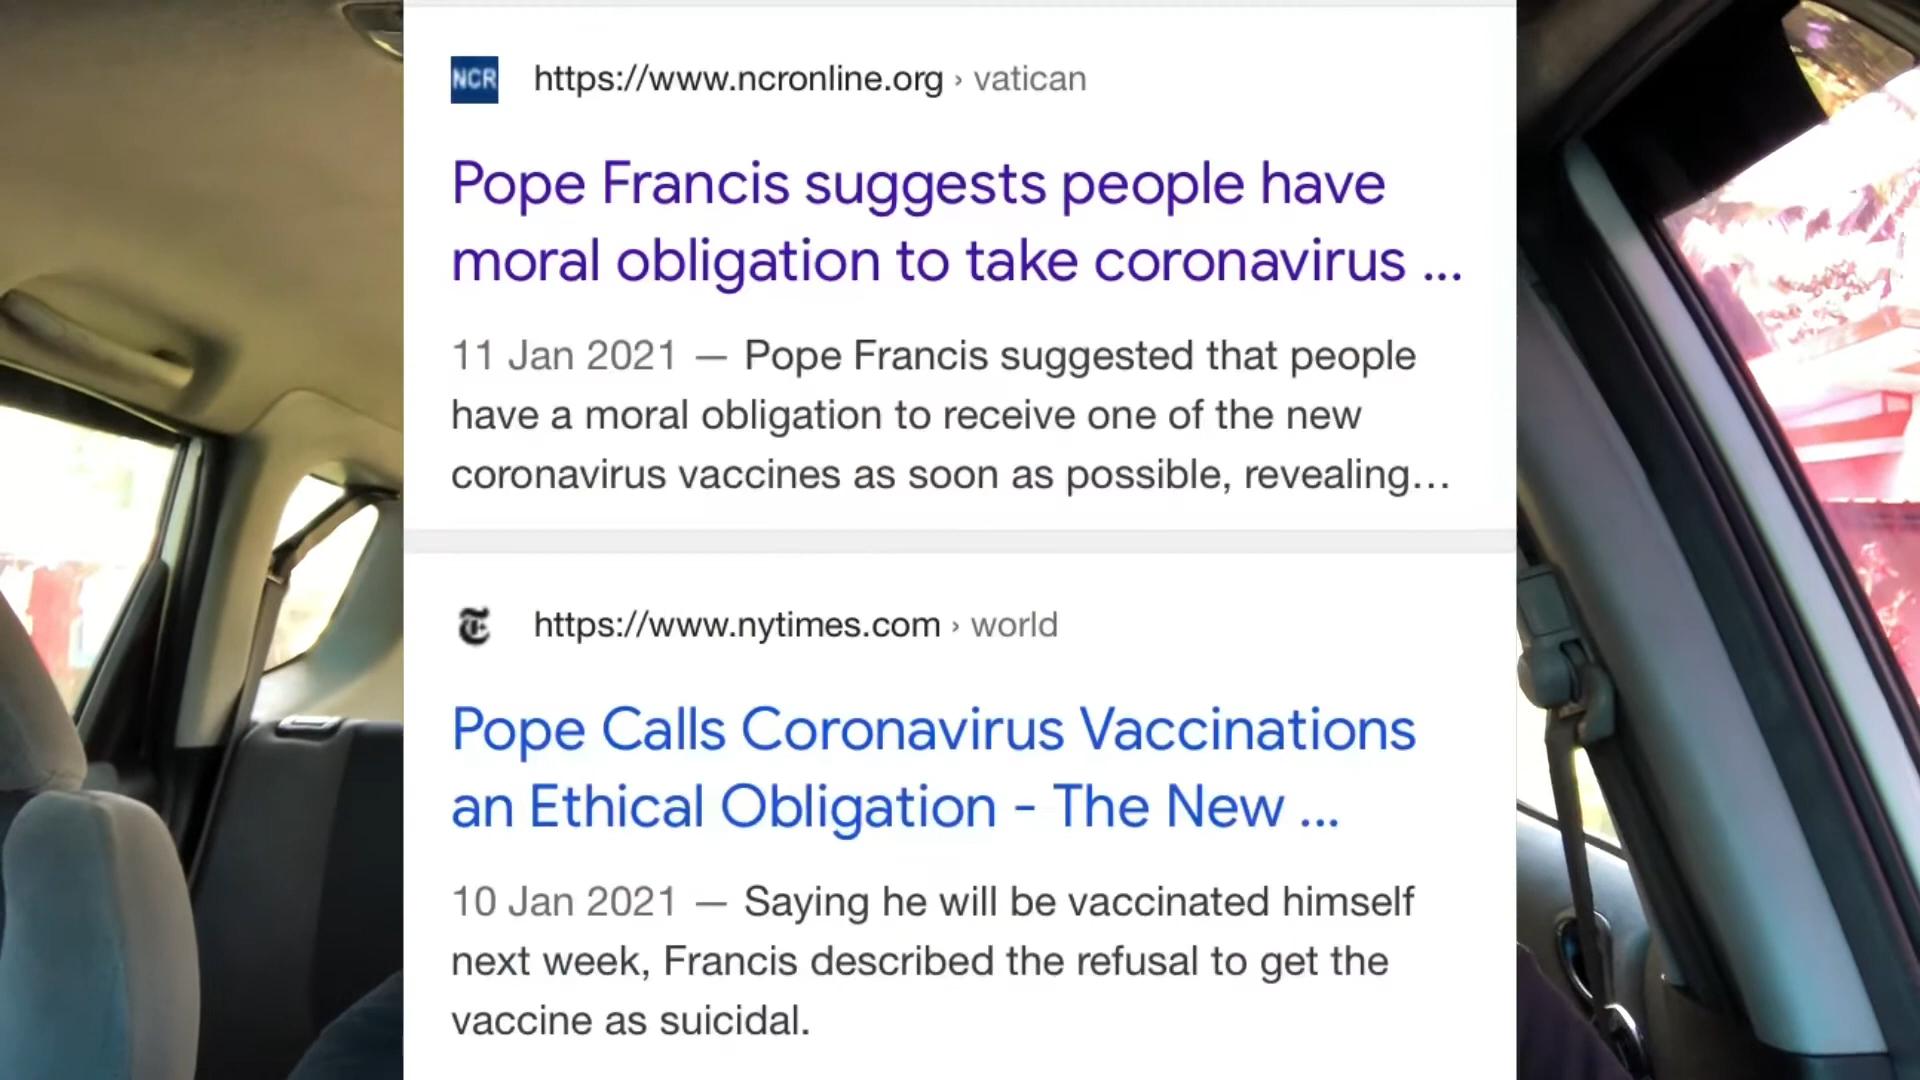 NCR https://www.ncronline.org › vatican
Pope Francis suggests people have
moral obligation to take coronavirus ...
11 Jan 2021 — Pope Francis suggested that people
have a moral obligation to receive one of the new
coronavirus vaccines as soon as possible, revealing...
https://www.nytimes.com › world
Pope Calls Coronavirus Vaccinations
an Ethical Obligation - The New ...
10 Jan 2021 — Saying he will be vaccinated himself
next week, Francis described the refusal to get the
vaccine as suicidal.